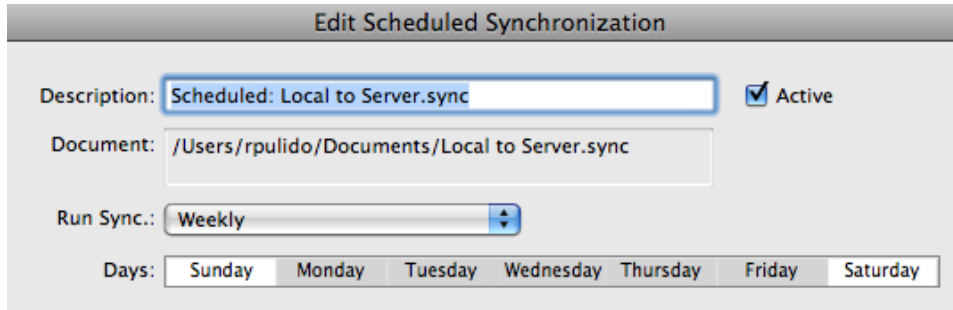 Edit Scheduled Synchronization
Description: Scheduled: Local to Server.sync Active
Document: /Users/rpulido/Documents/Local to Server.sync
Run Sync.: Weekly
Days: Sunday Monday Tuesday Wednesday Thursday Friday Saturday